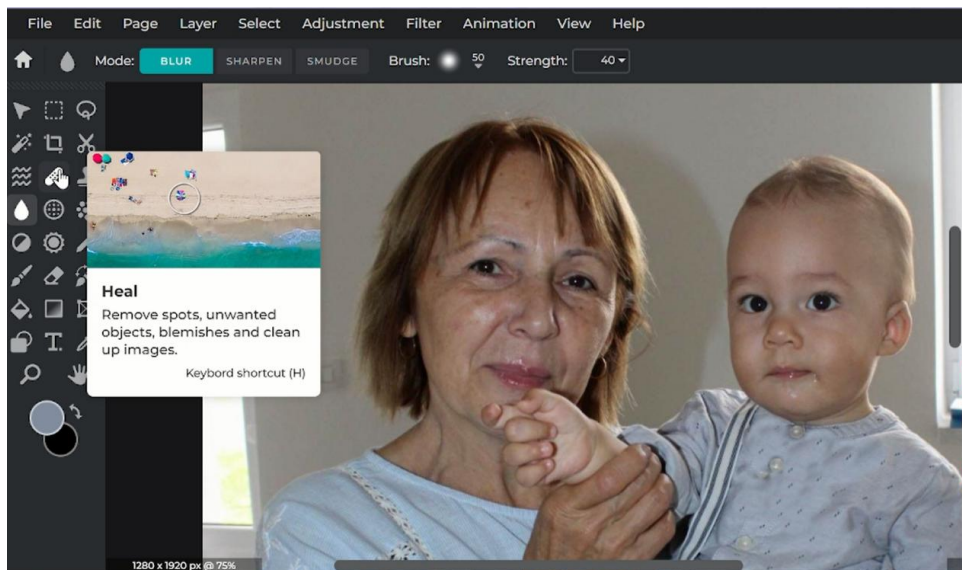 File Edit Page Layer Select Adjustment Filter Animation View Help
Mode: BLUR SHARPEN SMUDGE Brush: 50 Strength: 40
Heal
Remove spots, unwanted
objects, blemishes and clean
up images.
Keybord shortcut (H)
T.
1280 x 1920 px @ 75%